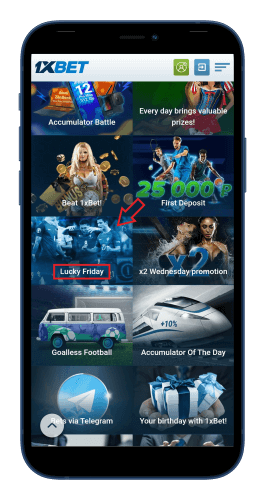 1XBET
12
Accumulator Battle
Every day brings valuable
prizes!
Beat 1xBet!
25 000 ₽
First Deposit
Lucky Friday
x2
x2 Wednesday promotion
Goalless Football
+10%
Accumulator Of The Day
Bets via Telegram
Your birthday with 1xBet!